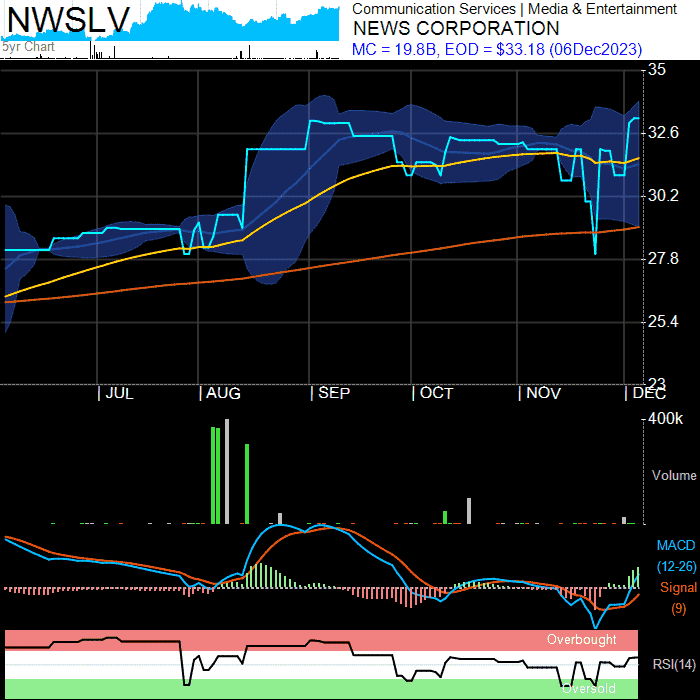 NWSLV
5yr Chart
Communication Services | Media & Entertainment
NEWS CORPORATION
MC = 19.8B, EOD = $33.18 (06Dec2023)
35
32.6
30.2
27.8
25.4
23
| JUL | AUG | SEP | OCT | NOV | DEC
400k
Volume
MACD
(12-26)
Signal
(9)
Overbought
RSI(14)
Oversold